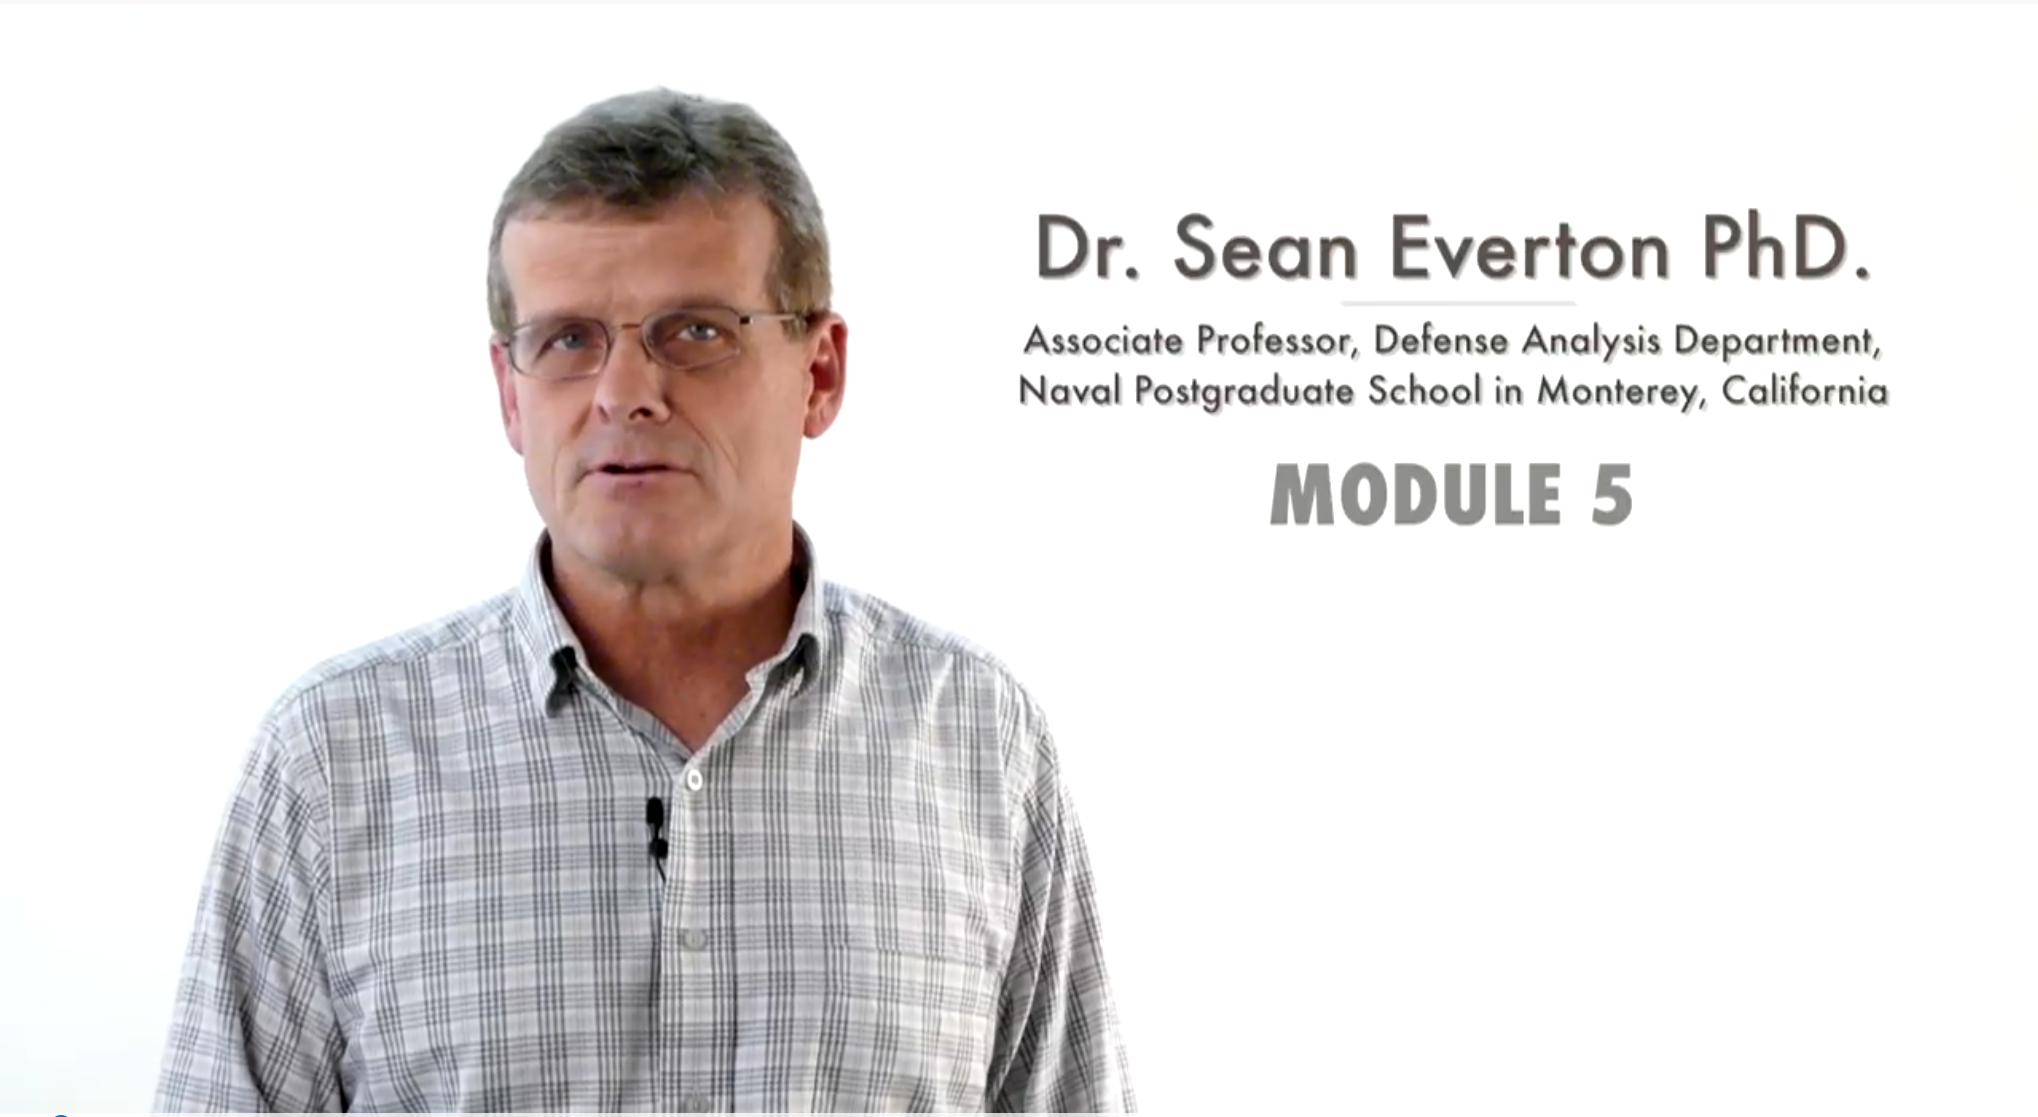 Dr. Sean Everton PhD.
Associate Professor, Defense Analysis Department,
Naval Postgraduate School in Monterey, California
MODULE 5